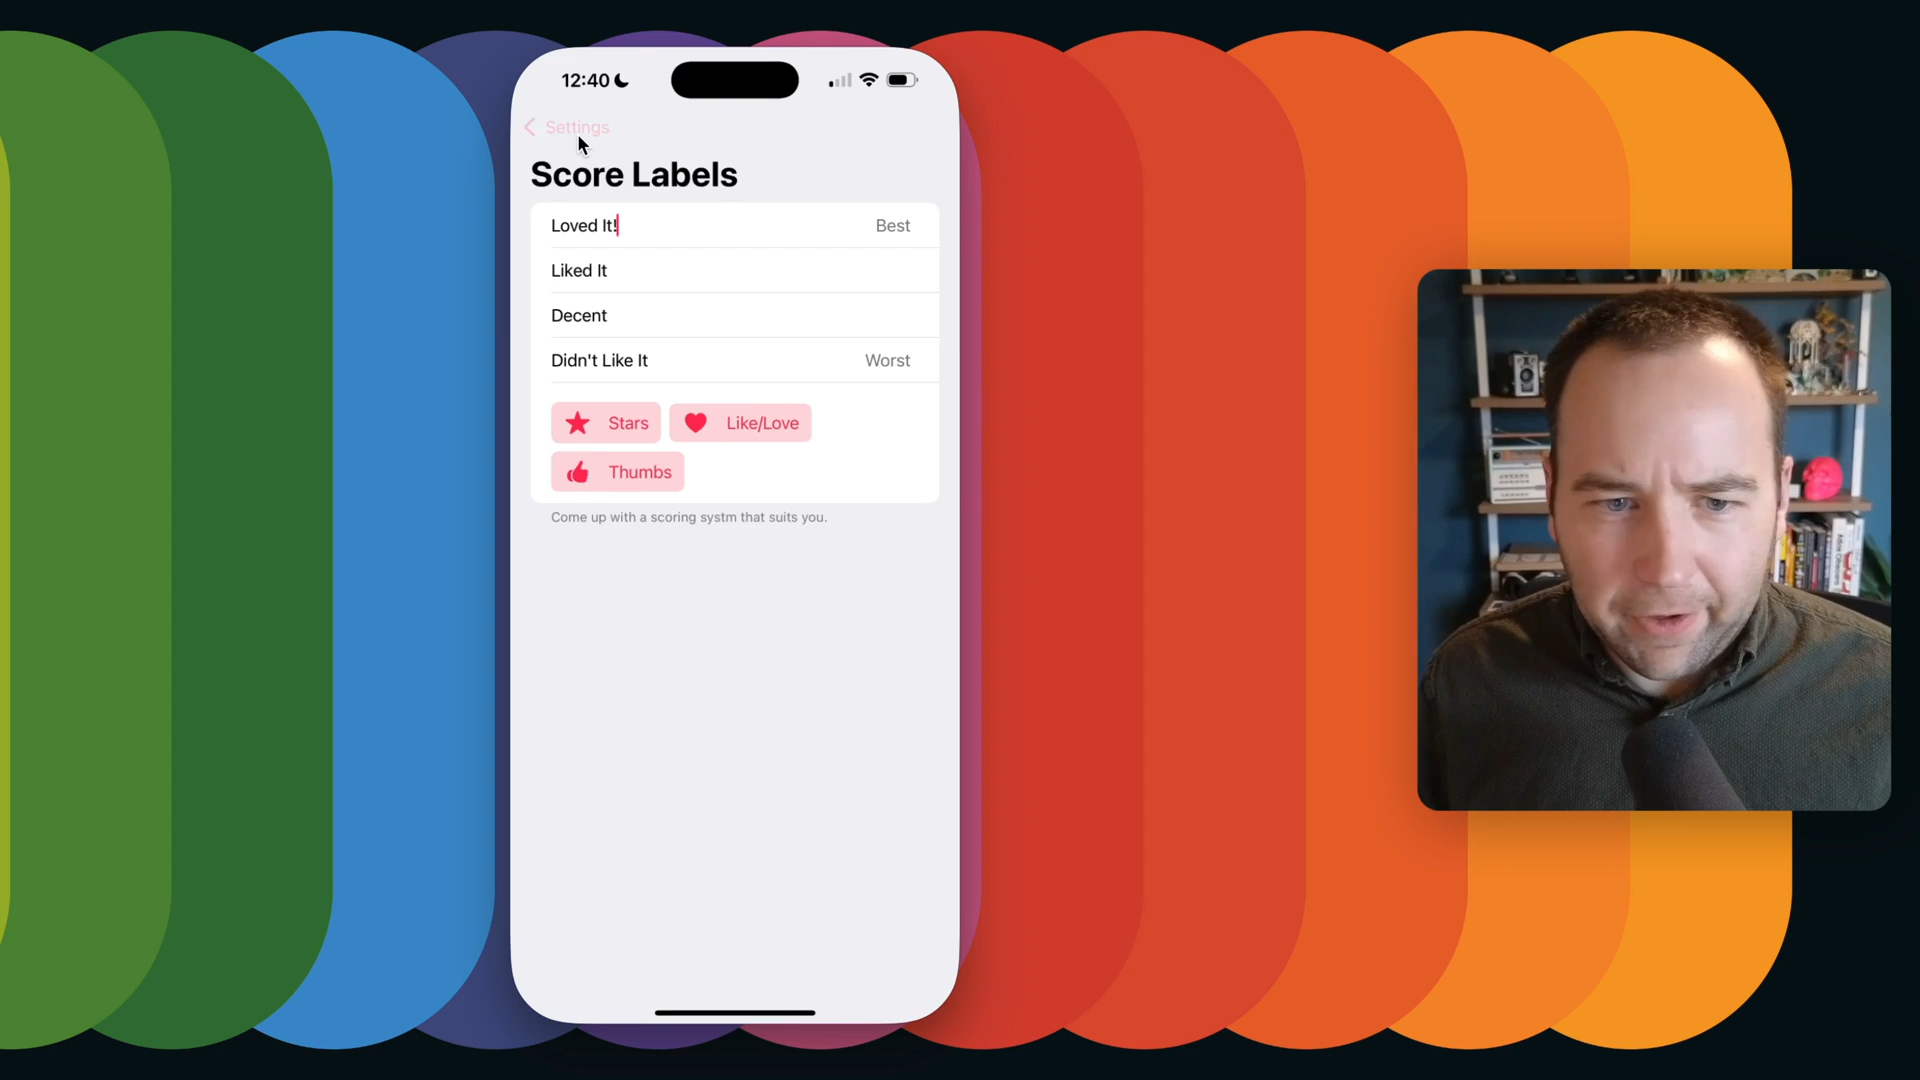 12:40
Settings
Score Labels
Loved It! Best
Liked It
Decent
Didn't Like It Worst
Stars Like/Love
Thumbs
Come up with a scoring systm that suits you.